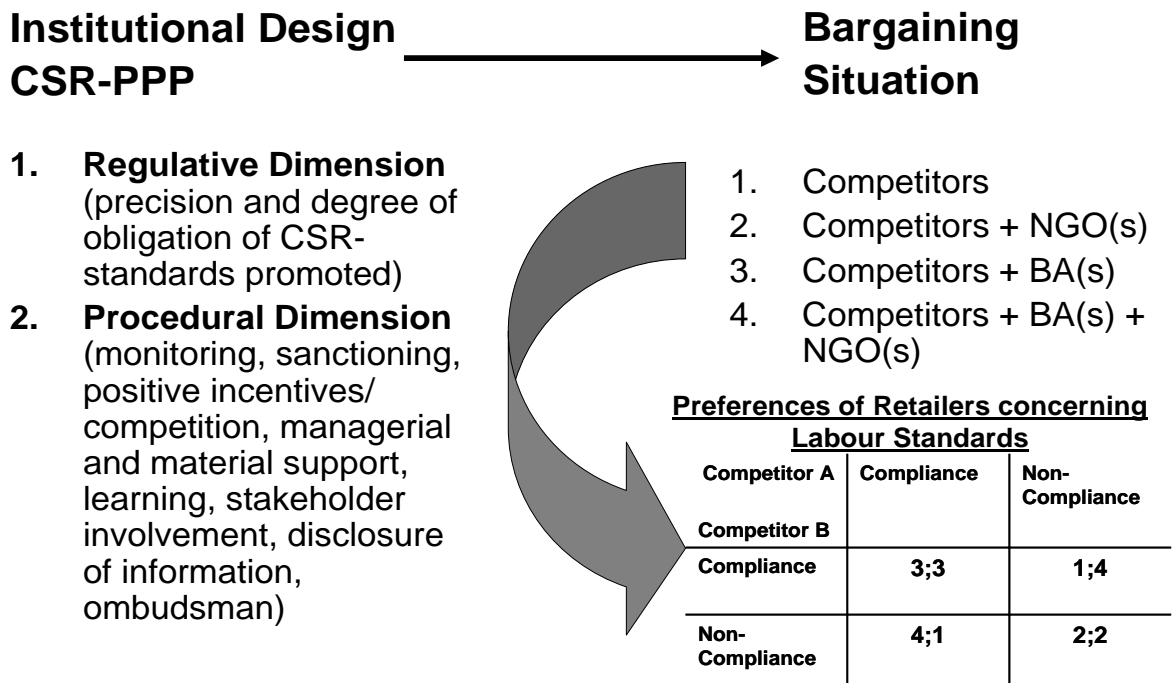 Institutional Design
CSR-PPP
Bargaining
Situation
1. Regulative Dimension
(precision and degree of
obligation of CSR-
standards promoted)
2. Procedural Dimension
(monitoring, sanctioning,
positive incentives/
competition, managerial
and material support,
learning, stakeholder
involvement, disclosure
of information,
ombudsman)
1. Competitors
2. Competitors + NGO(s)
3. Competitors + BA(s)
4. Competitors + BA(s) +
NGO(s)
Preferences of Retailers concerning
Labour Standards
Competitor A Compliance Non-
Compliance
Competitor B
Compliance 3;3 1;4
Non- 4;1 2;2
Compliance